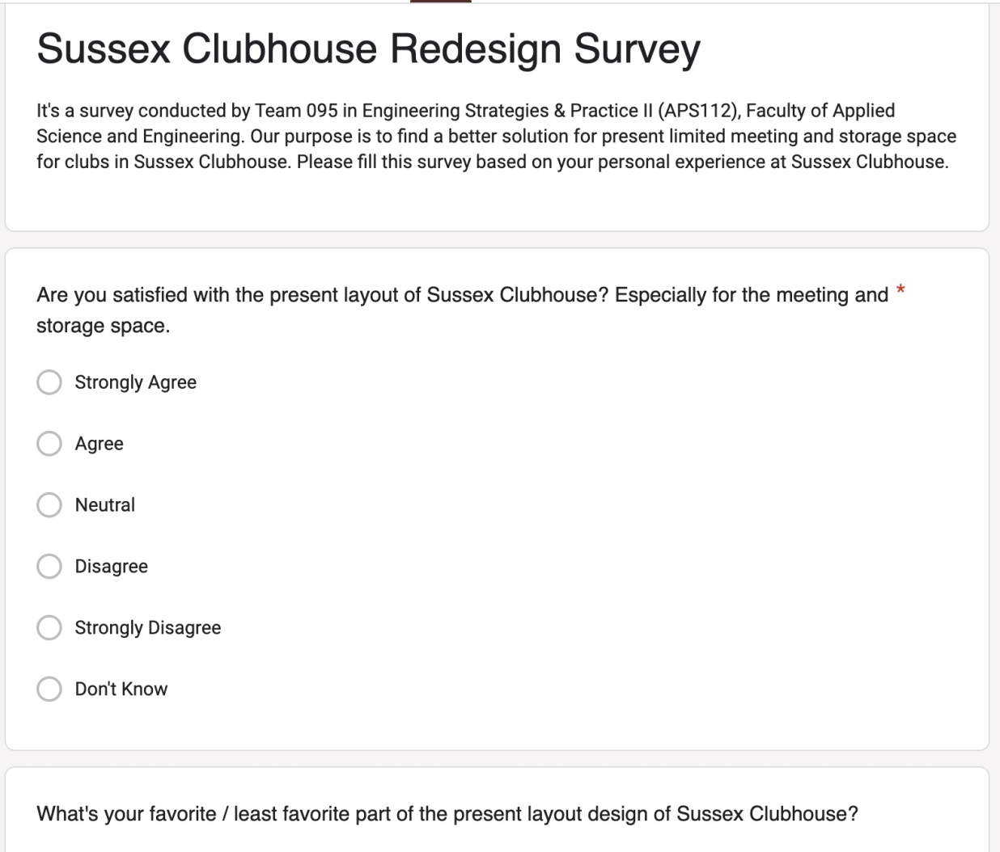 Sussex Clubhouse Redesign Survey
It's a survey conducted by Team 095 in Engineering Strategies & Practice II (APS112), Faculty of Applied
Science and Engineering. Our purpose is to find a better solution for present limited meeting and storage space
for clubs in Sussex Clubhouse. Please fill this survey based on your personal experience at Sussex Clubhouse.
Are you satisfied with the present layout of Sussex Clubhouse? Especially for the meeting and *
storage space.
Strongly Agree
Agree
Neutral
Disagree
Strongly Disagree
Don't Know
What's your favorite / least favorite part of the present layout design of Sussex Clubhouse?